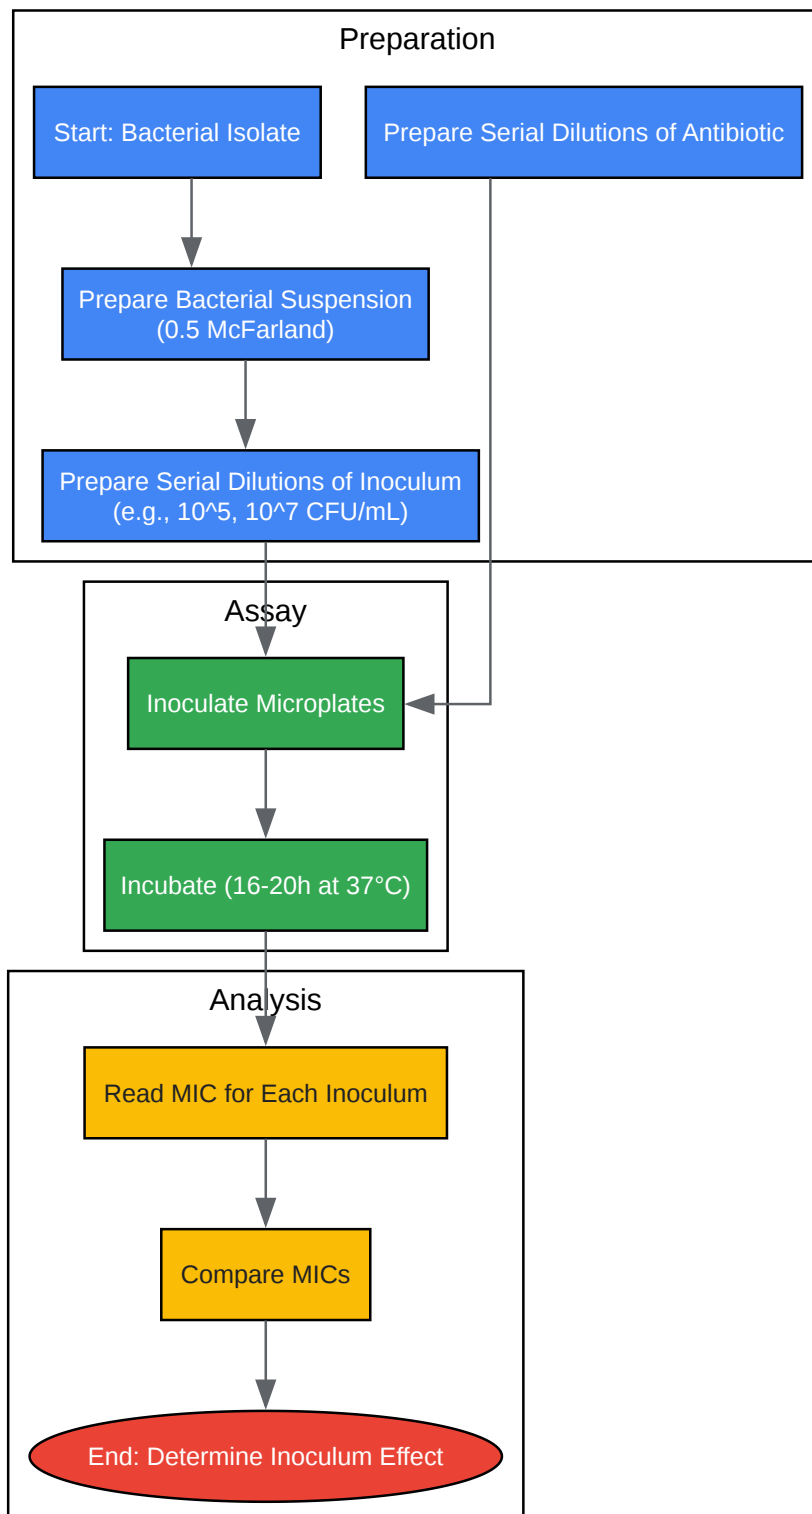 Preparation
Start: Bacterial Isolate
Prepare Serial Dilutions of Antibiotic
Prepare Bacterial Suspension
(0.5 McFarland)
Prepare Serial Dilutions of Inoculum
(e.g., 10^5, 10^7 CFU/mL)
Assay
Inoculate Microplates
Incubate (16-20h at 37°C)
Analysis
Read MIC for Each Inoculum
Compare MICs
End: Determine Inoculum Effect